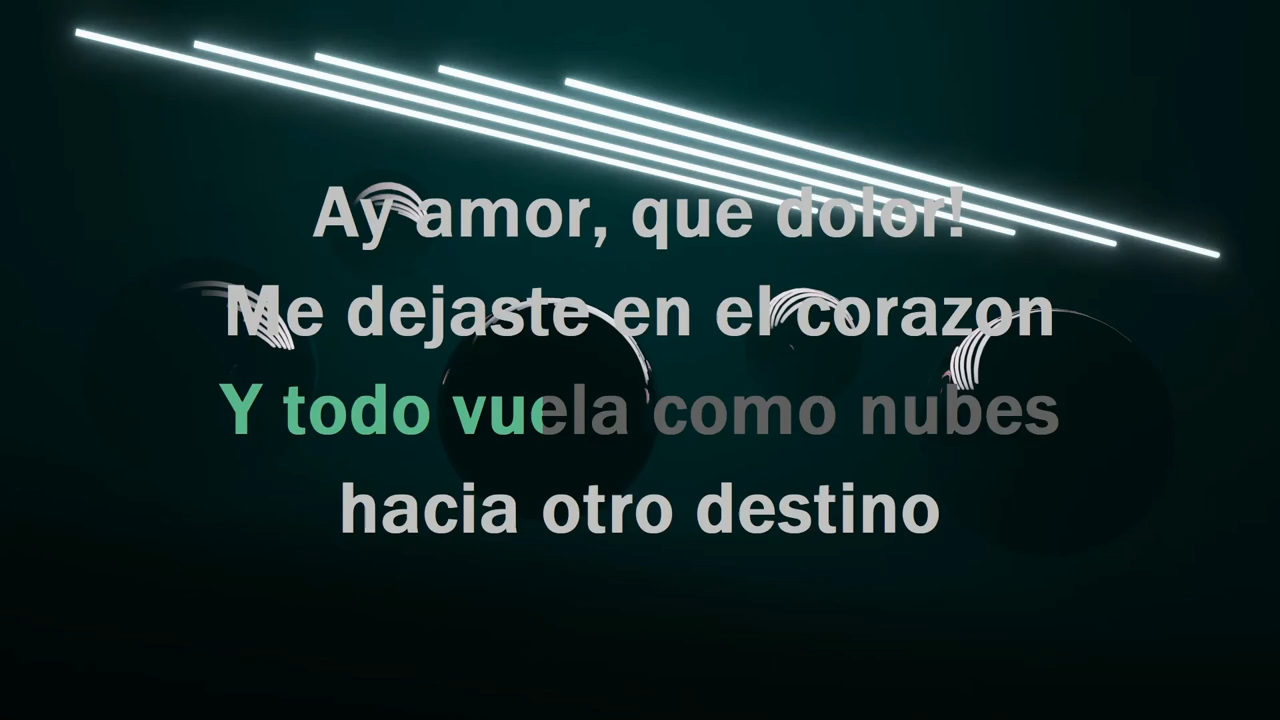 Ay amor, que dolor!
Me dejaste en el corazon
Y todo vuela como nubes
hacia otro destino